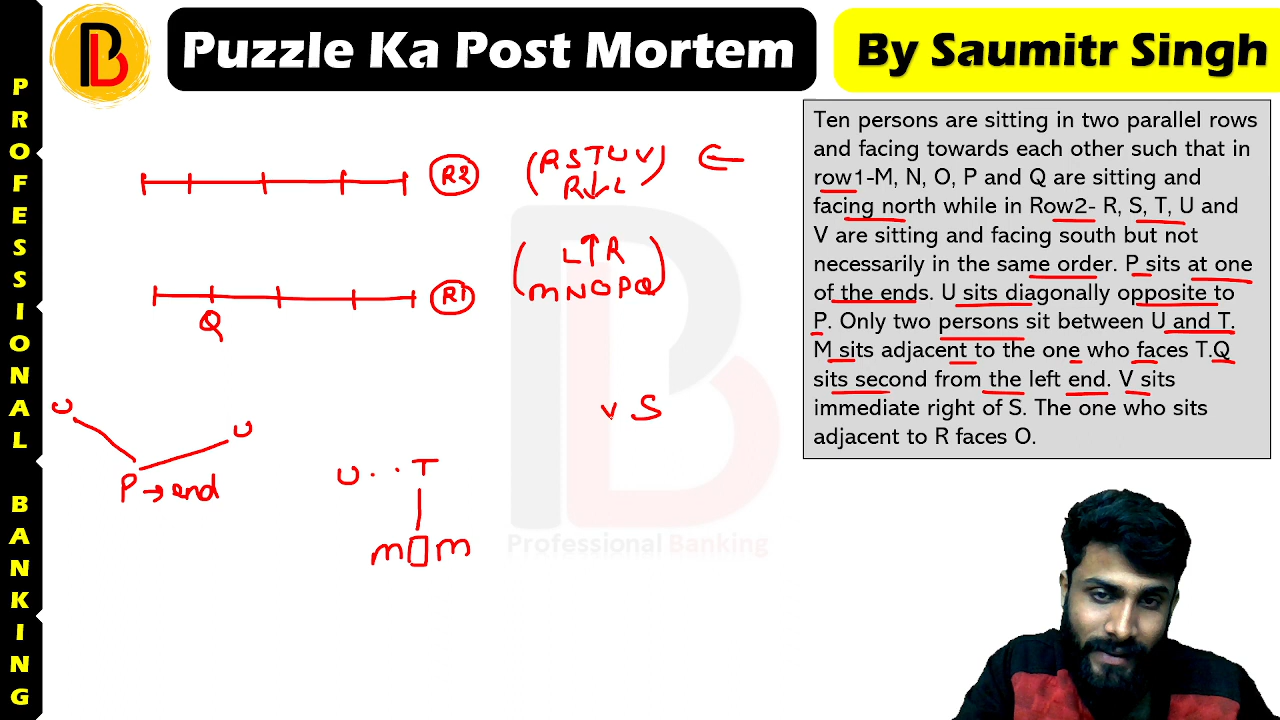 PROFESSIONAL BANKING
Puzzle Ka Post Mortem
By Saumitr Singh
Ten persons are sitting in two parallel rows
and facing towards each other such that in
row1-M, N, O, P and Q are sitting and
facing north while in Row2- R, S, T, U and
V are sitting and facing south but not
necessarily in the same order. P sits at one
of the ends. U sits diagonally opposite to
P. Only two persons sit between U and T.
M sits adjacent to the one who faces T.Q
sits second from the left end. V sits
immediate right of S. The one who sits
adjacent to R faces O.
R2
(RSTUV)
R↓L
L↑R
(MNOPQ)
R1
Q
U
U
P→end
U..T
M□M
V S
Professional Banking